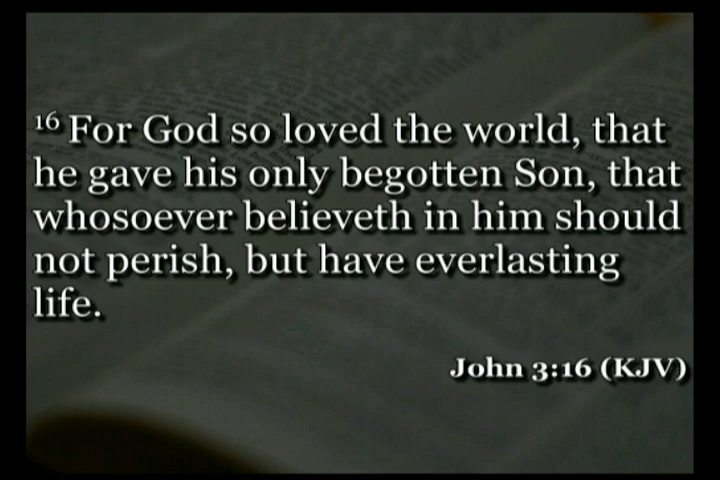 16 For God so loved the world, that
he gave his only begotten Son, that
whosoever believeth in him should
not perish, but have everlasting
life.
John 3:16 (KJV)